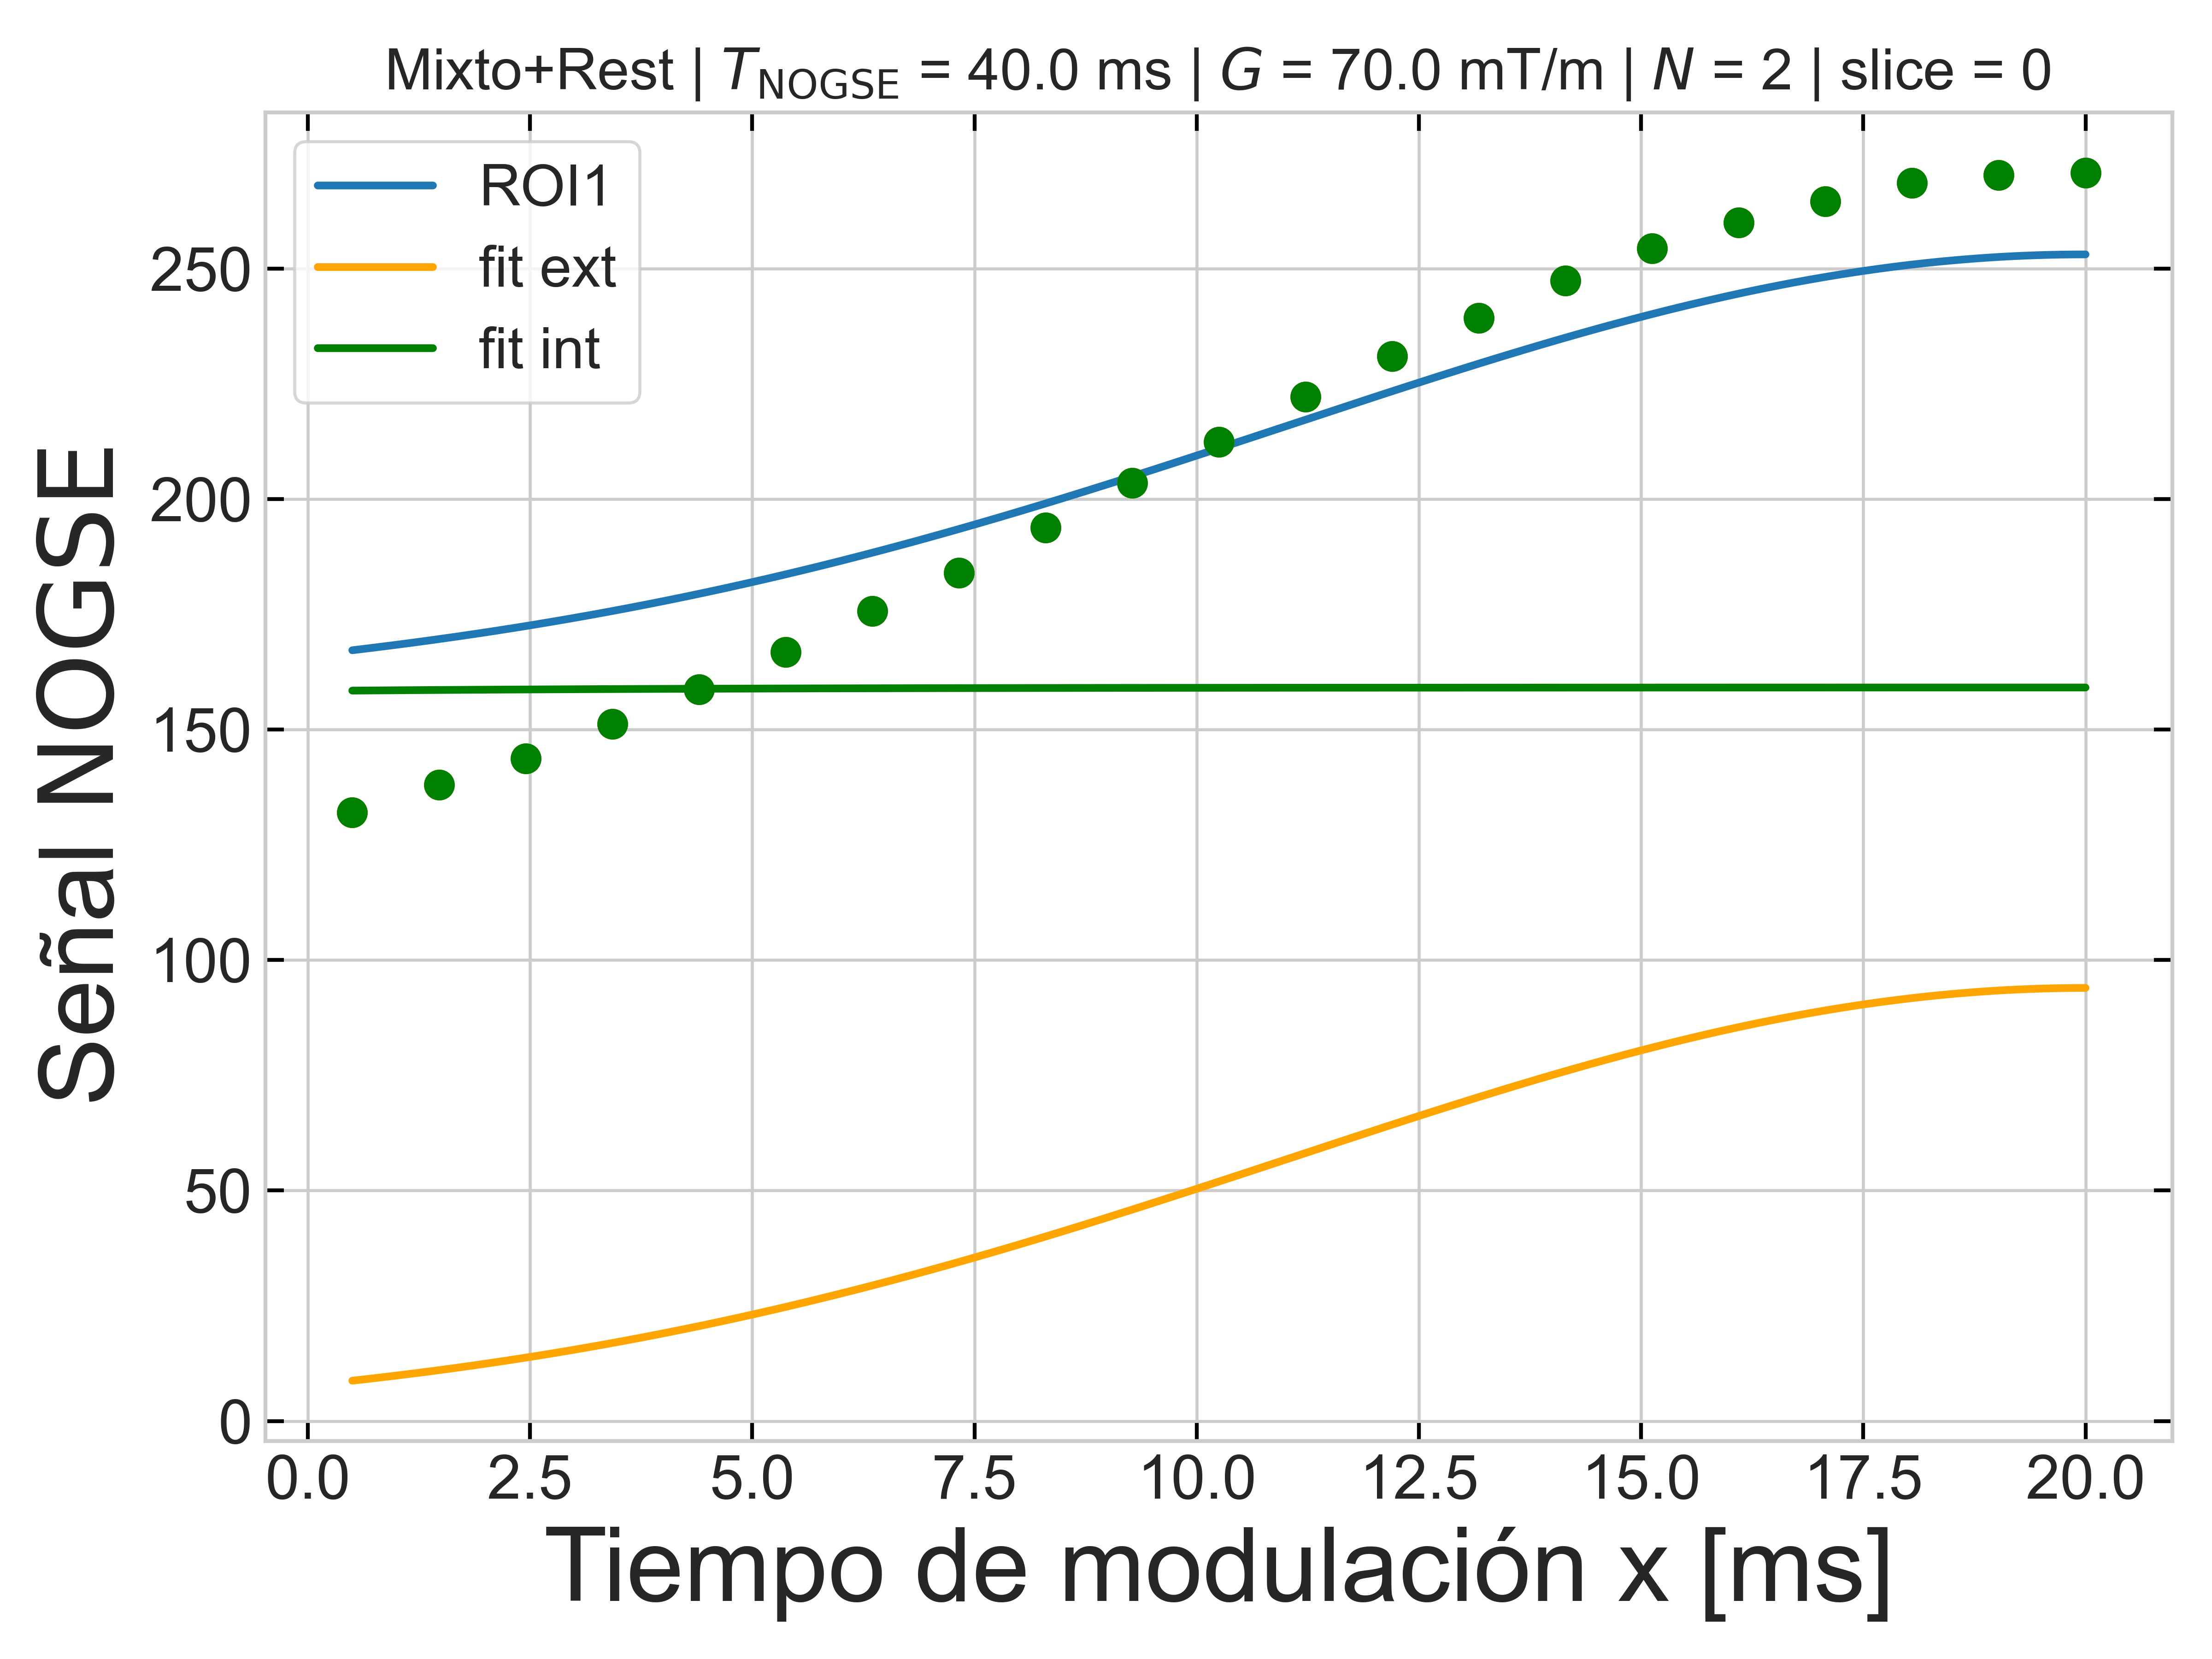 Mixto+Rest | T_NOGSE = 40.0 ms | G = 70.0 mT/m | N = 2 | slice = 0
ROI1
fit ext
fit int
Señal NOGSE
250
200
150
100
50
0
0.0 2.5 5.0 7.5 10.0 12.5 15.0 17.5 20.0
Tiempo de modulación x [ms]